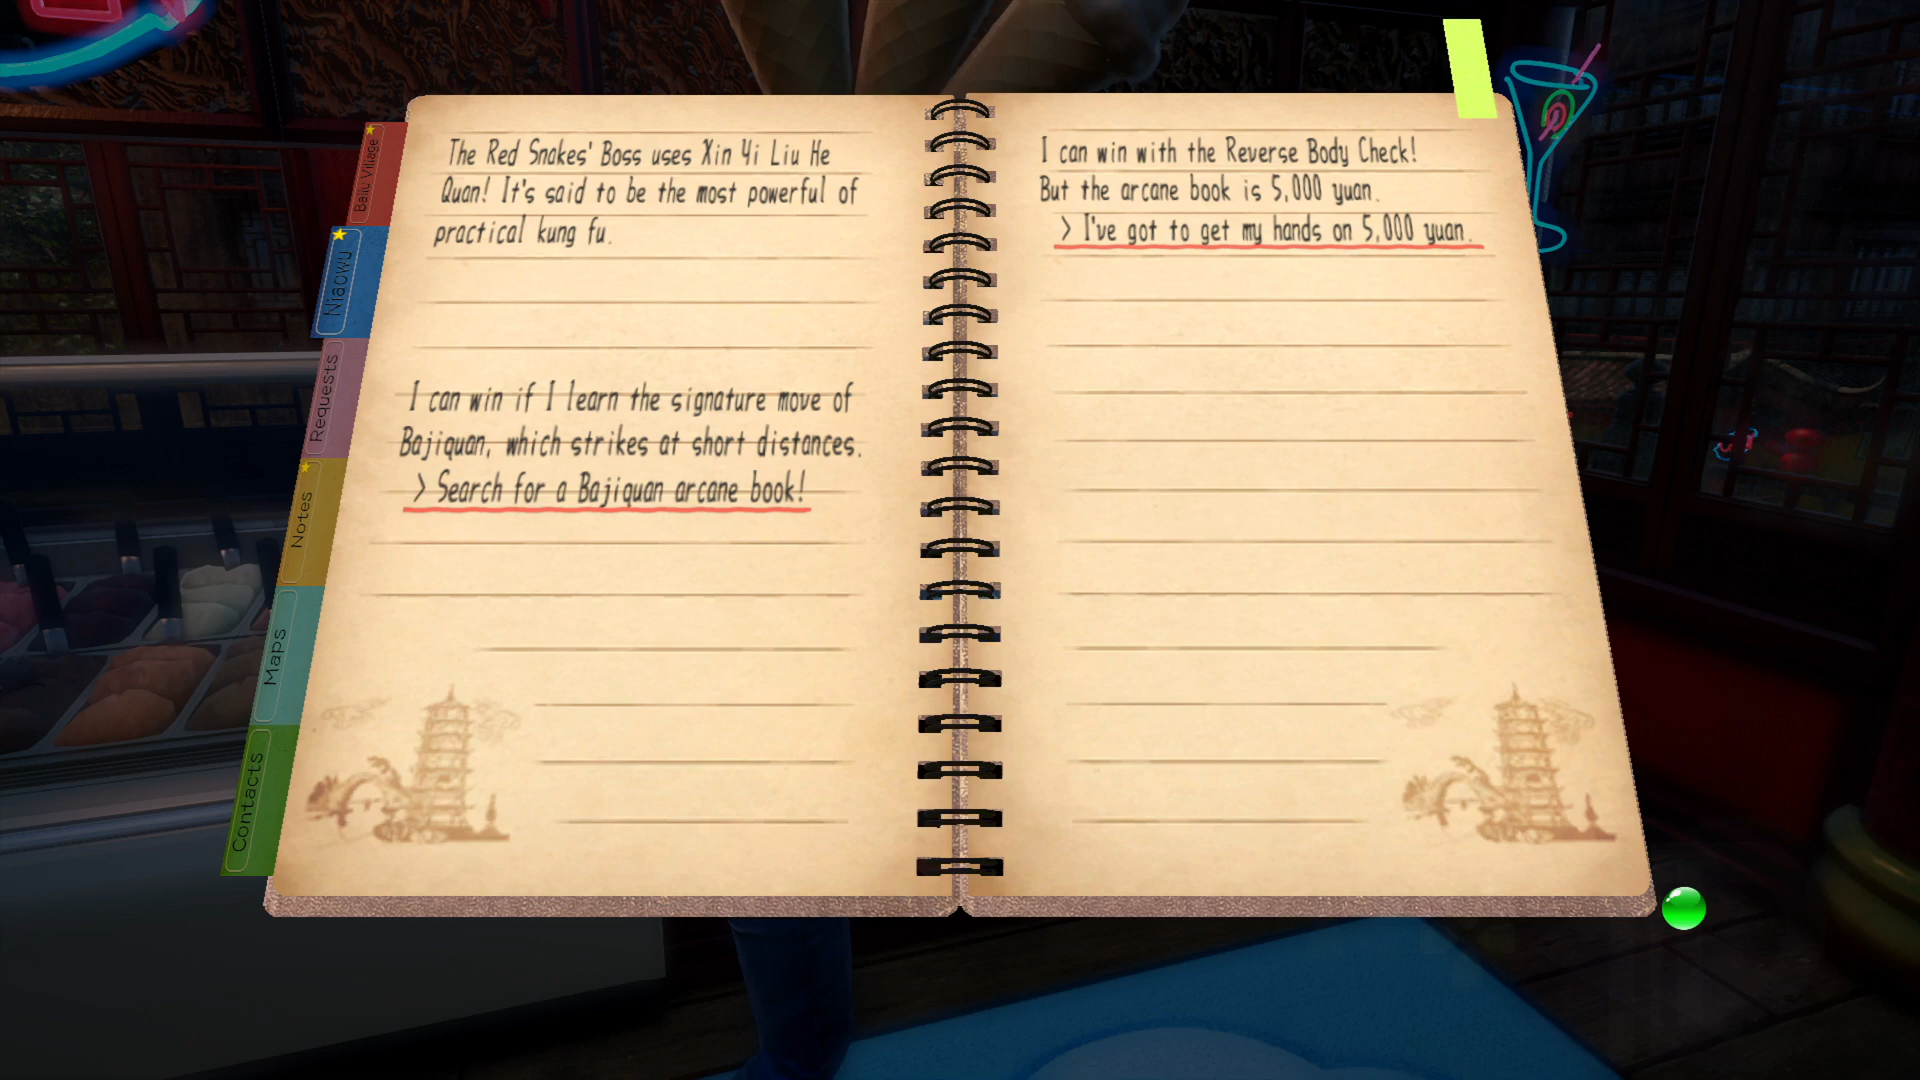 Bailu Village
Niaowu
Requests
Notes
Maps
Contacts
The Red Snakes' Boss uses Xin Yi Liu He
Quan! It's said to be the most powerful of
practical kung fu.
I can win if I learn the signature move of
Bajiquan, which strikes at short distances.
> Search for a Bajiquan arcane book!
I can win with the Reverse Body Check!
But the arcane book is 5,000 yuan.
> I've got to get my hands on 5,000 yuan.